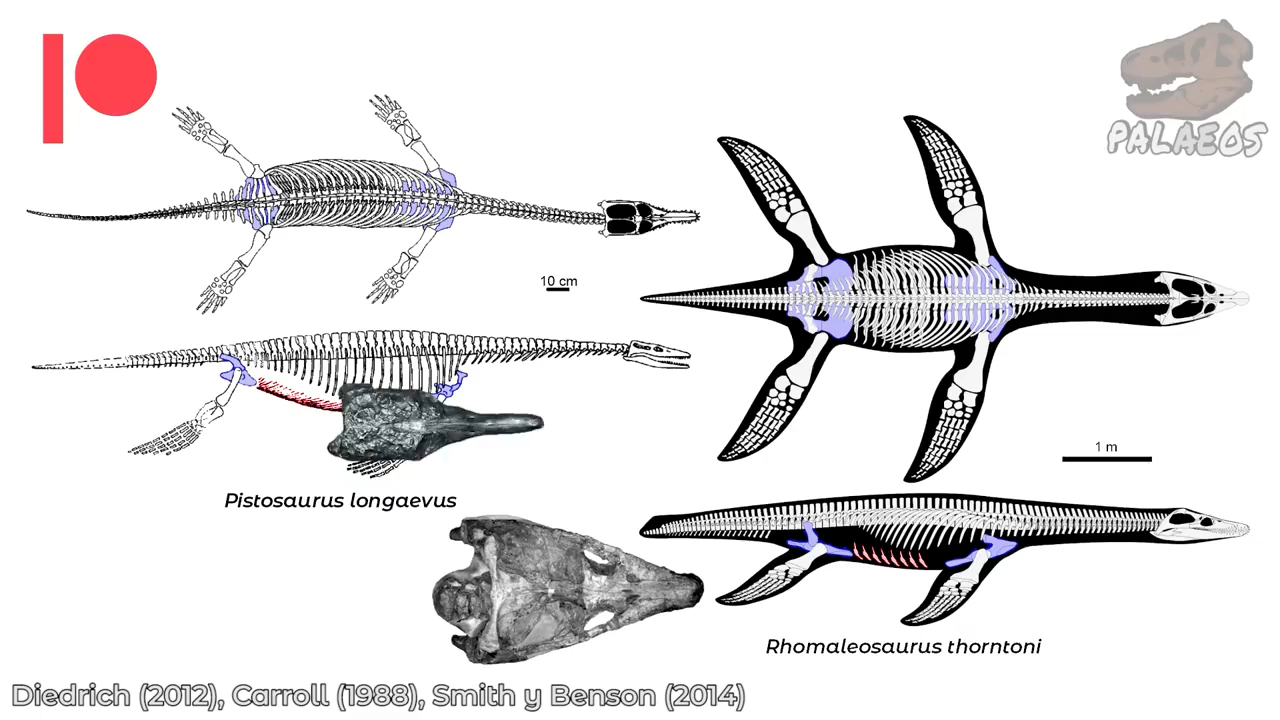 PALAEOS
10 cm
1 m
Pistosaurus longaevus
Rhomaleosaurus thorntoni
Diedrich (2012), Carroll (1988), Smith y Benson (2014)